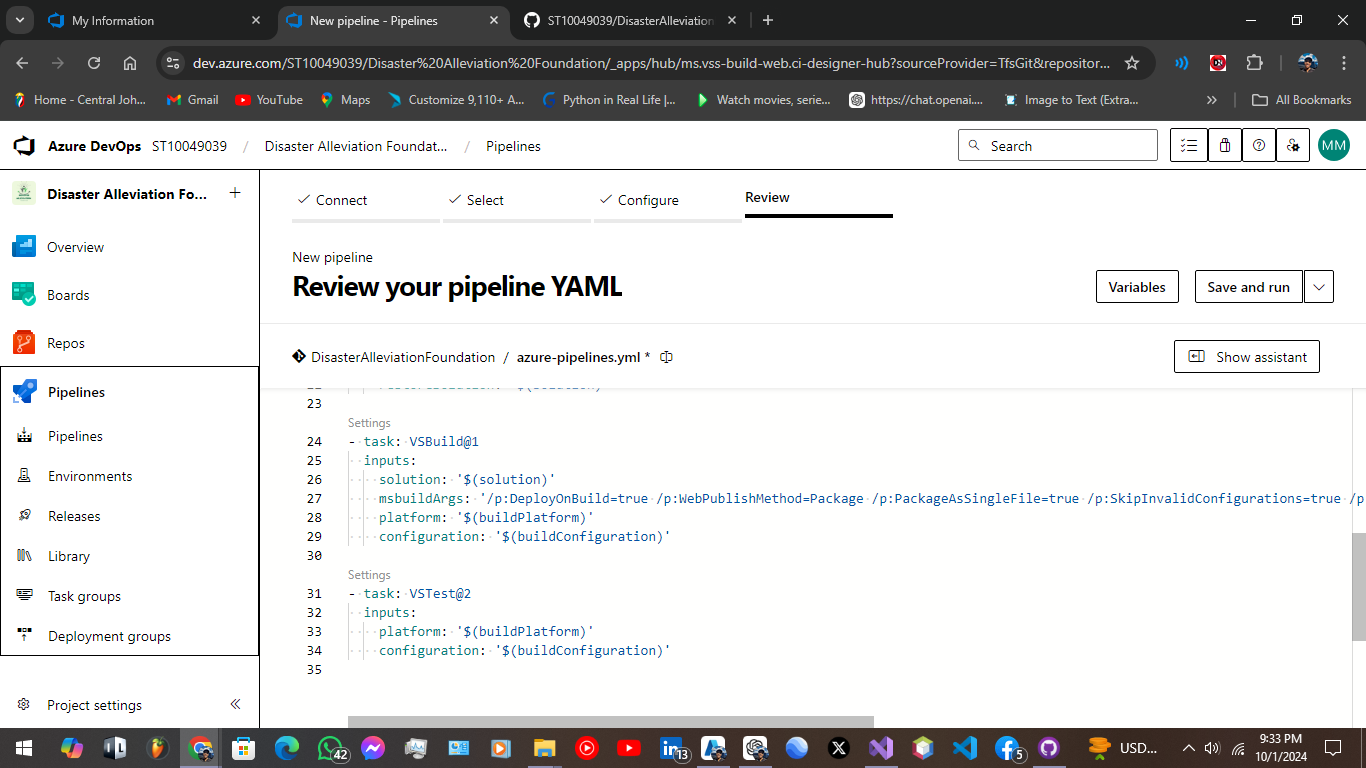 My Information
New pipeline - Pipelines
ST10049039/DisasterAlleviation
dev.azure.com/ST10049039/Disaster%20Alleviation%20Foundation/_apps/hub/ms.vss-build-web.ci-designer-hub?sourceProvider=TfsGit&repositor...
Home - Central Joh...
Gmail
YouTube
Maps
Customize 9,110+ A...
Python in Real Life |...
Watch movies, serie...
https://chat.openai....
Image to Text (Extra...
All Bookmarks
Azure DevOps ST10049039 / Disaster Alleviation Foundat... / Pipelines
Search
MM
Disaster Alleviation Fo...
Overview
Boards
Repos
Pipelines
Pipelines
Environments
Releases
Library
Task groups
Deployment groups
Project settings
Connect
Select
Configure
Review
New pipeline
Review your pipeline YAML
Variables
Save and run
DisasterAlleviationFoundation / azure-pipelines.yml *
Show assistant
23
Settings
24 - task: VSBuild@1
25 inputs:
26 solution: '$(solution)'
27 msbuildArgs: '/p:DeployOnBuild=true /p:WebPublishMethod=Package /p:PackageAsSingleFile=true /p:SkipInvalidConfigurations=true /p
28 platform: '$(buildPlatform)'
29 configuration: '$(buildConfiguration)'
30
Settings
31 - task: VSTest@2
32 inputs:
33 platform: '$(buildPlatform)'
34 configuration: '$(buildConfiguration)'
35
42
13
5
USD...
9:33 PM
10/1/2024